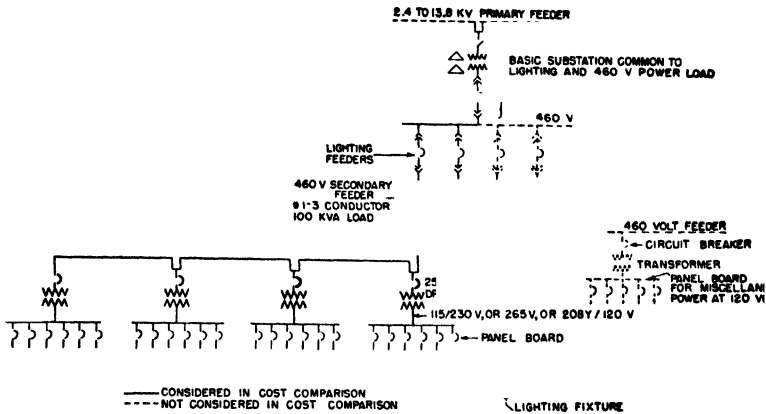 2.4 TO 13.8 KV PRIMARY FEEDER
BASIC SUBSTATION COMMON TO
LIGHTING AND 460 V POWER LOAD
460 V
LIGHTING
FEEDERS
460 V SECONDARY
FEEDER
#1-3 CONDUCTOR
100 KVA LOAD
460 VOLT FEEDER
CIRCUIT BREAKER
TRANSFORMER
PANEL BOARD
FOR MISCELLAN
POWER AT 120 V
25
115/230 V, OR 265 V, OR 208Y/120 V
PANEL BOARD
CONSIDERED IN COST COMPARISON
NOT CONSIDERED IN COST COMPARISON
LIGHTING FIXTURE